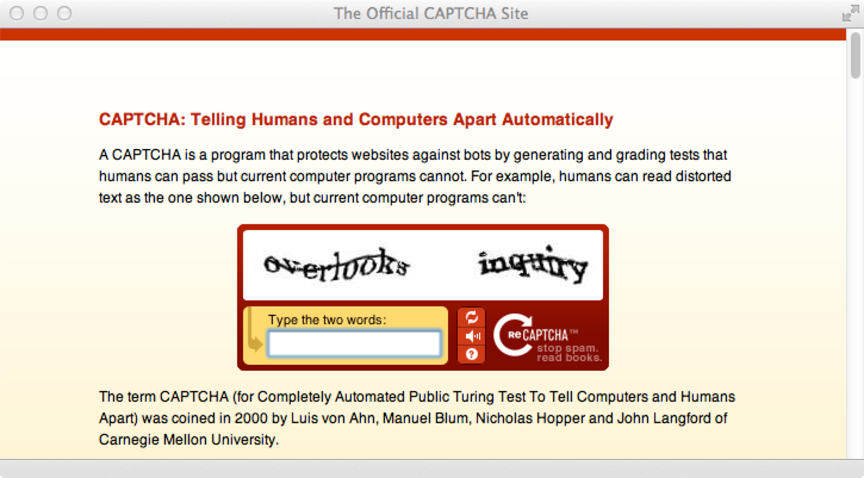 The Official CAPTCHA Site
CAPTCHA: Telling Humans and Computers Apart Automatically
A CAPTCHA is a program that protects websites against bots by generating and grading tests that
humans can pass but current computer programs cannot. For example, humans can read distorted
text as the one shown below, but current computer programs can't:
overlooks inquiry
Type the two words:
reCAPTCHA™
stop spam.
read books.
The term CAPTCHA (for Completely Automated Public Turing Test To Tell Computers and Humans
Apart) was coined in 2000 by Luis von Ahn, Manuel Blum, Nicholas Hopper and John Langford of
Carnegie Mellon University.